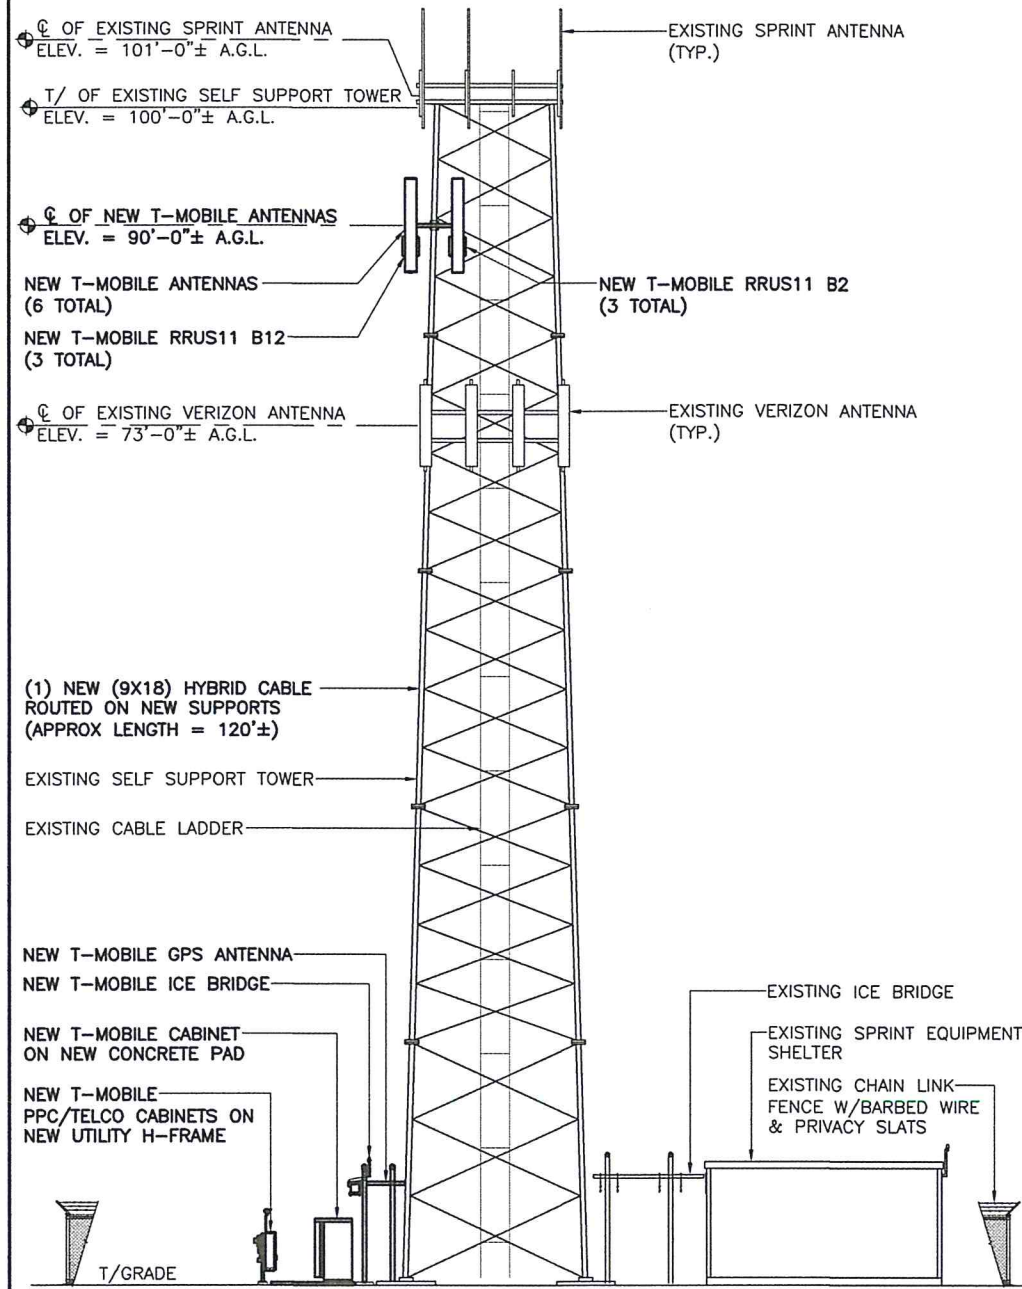 ℄ OF EXISTING SPRINT ANTENNA
ELEV. = 101'-0"± A.G.L.
EXISTING SPRINT ANTENNA
(TYP.)
T/ OF EXISTING SELF SUPPORT TOWER
ELEV. = 100'-0"± A.G.L.
℄ OF NEW T-MOBILE ANTENNAS
ELEV. = 90'-0"± A.G.L.
NEW T-MOBILE ANTENNAS
(6 TOTAL)
NEW T-MOBILE RRUS11 B2
(3 TOTAL)
NEW T-MOBILE RRUS11 B12
(3 TOTAL)
℄ OF EXISTING VERIZON ANTENNA
ELEV. = 73'-0"± A.G.L.
EXISTING VERIZON ANTENNA
(TYP.)
(1) NEW (9X18) HYBRID CABLE
ROUTED ON NEW SUPPORTS
(APPROX LENGTH = 120'±)
EXISTING SELF SUPPORT TOWER
EXISTING CABLE LADDER
NEW T-MOBILE GPS ANTENNA
NEW T-MOBILE ICE BRIDGE
NEW T-MOBILE CABINET
ON NEW CONCRETE PAD
NEW T-MOBILE
PPC/TELCO CABINETS ON
NEW UTILITY H-FRAME
EXISTING ICE BRIDGE
EXISTING SPRINT EQUIPMENT
SHELTER
EXISTING CHAIN LINK
FENCE W/BARBED WIRE
& PRIVACY SLATS
T/GRADE